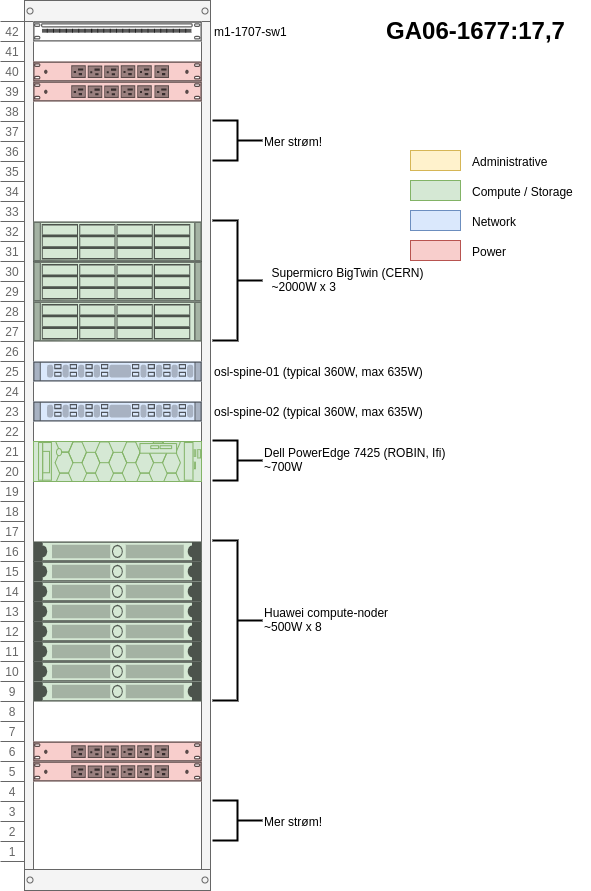 GA06-1677:17,7
42
m1-1707-sw1
41
40
39
38
37
Mer strøm!
36
35
34
33
32
31
30
29
28
27
26
25
24
23
22
21
20
19
18
17
16
15
14
13
12
11
10
9
8
7
6
5
4
3
2
1
Administrative
Compute / Storage
Network
Power
Supermicro BigTwin (CERN)
~2000W x 3
osl-spine-01 (typical 360W, max 635W)
osl-spine-02 (typical 360W, max 635W)
Dell PowerEdge 7425 (ROBIN, Ifi)
~700W
Huawei compute-noder
~500W x 8
Mer strøm!